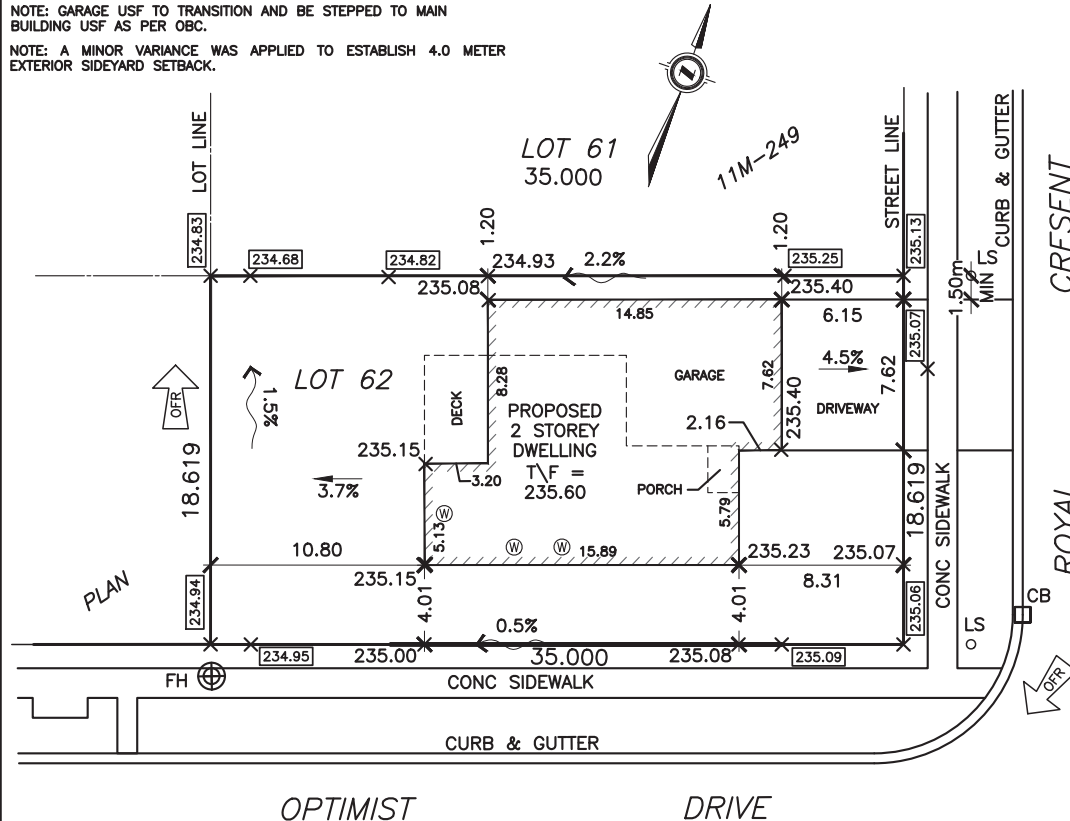 NOTE: GARAGE USF TO TRANSITION AND BE STEPPED TO MAIN
BUILDING USF AS PER OBC.
NOTE: A MINOR VARIANCE WAS APPLIED TO ESTABLISH 4.0 METER
EXTERIOR SIDEYARD SETBACK.
LOT LINE
LOT 61
35.000
11M-249
STREET LINE
CURB & GUTTER
CRESENT
234.83
234.68
234.82
1.20
234.93
2.2%
1.20
235.25
235.13
LS
1.50m
MIN
235.08
235.40
14.85
6.15
235.07
4.5%
7.62
7.62
235.40
GARAGE
DRIVEWAY
LOT 62
OFR
1.5%
DECK
8.28
PROPOSED
2 STOREY
DWELLING
T\F =
235.60
2.16
235.15
3.20
PORCH
3.7%
18.619
18.619
CONC SIDEWALK
ROYAL
W
5.13
W
W
15.89
5.79
10.80
235.15
235.23
235.07
8.31
PLAN
234.94
4.01
4.01
235.06
CB
LS
0.5%
234.95
235.00
35.000
235.08
235.09
FH
CONC SIDEWALK
OFR
CURB & GUTTER
OPTIMIST DRIVE